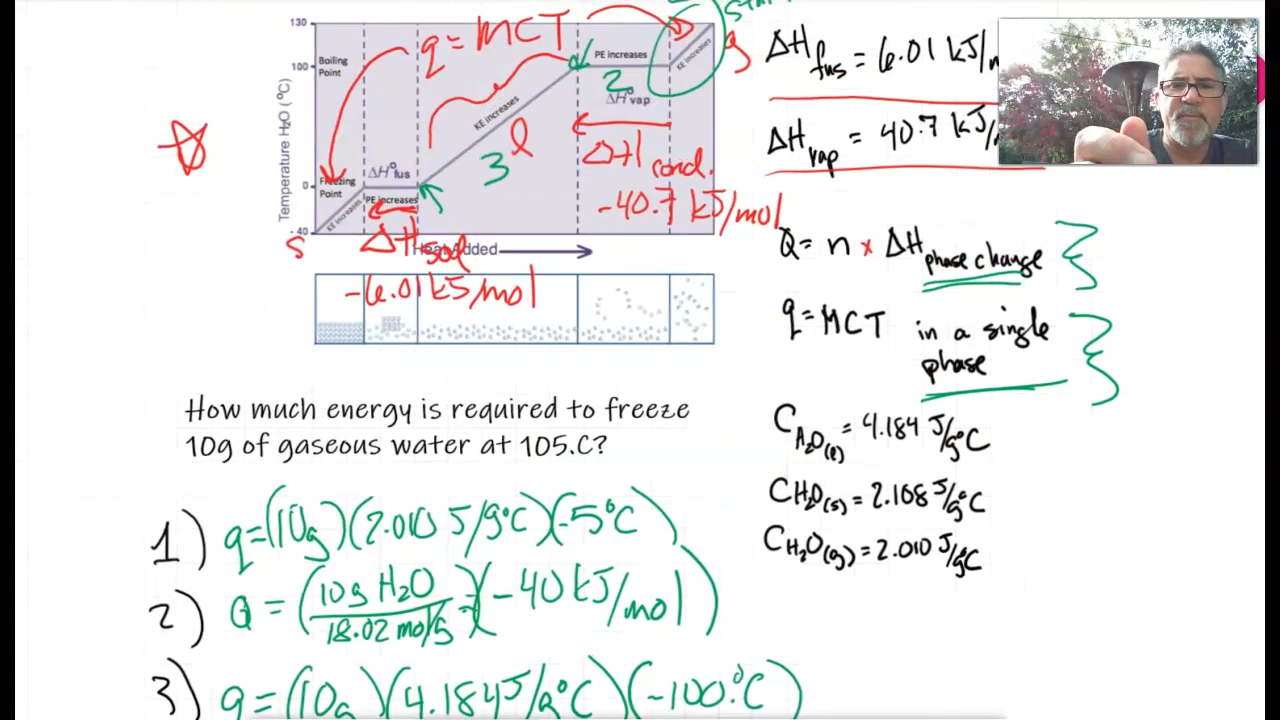 130
q = MCT
PE increases
KE increases
g
Boiling
Point
100
2
ΔH°vap
Temperature H₂O (°C)
KE increases
l
3
ΔH cond.
-40.7 kJ/mol
ΔH°fus
0
Freezing
Point
PE increases
KE increases
-40
s
ΔH sol
Heat Added
-6.01 kJ/mol
ΔHfus = 6.01 kJ/
ΔHvap = 40.7 kJ/
Q = n × ΔH phase change
q = MCT in a single
phase
C H₂O(l) = 4.184 J/g°C
CH₂O(s) = 2.108 J/g°C
CH₂O(g) = 2.010 J/g°C
How much energy is required to freeze
10g of gaseous water at 105.C?
1) q = (10g)(2.010 J/g°C)(-5°C)
2) Q = (10g H₂O / 18.02 mol/g)(-40 kJ/mol)
3) q = (10g)(4.184 J/g°C)(-100.°C)